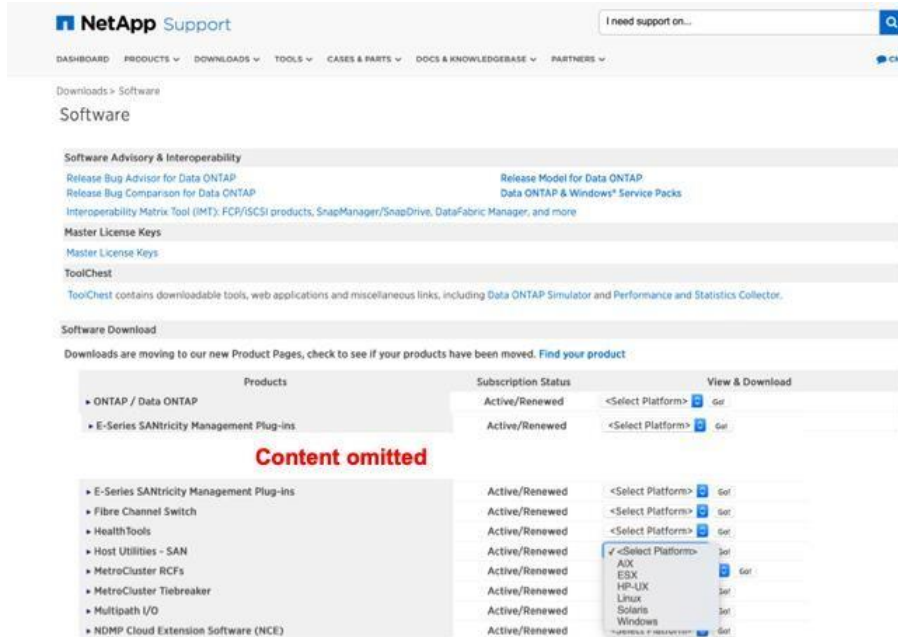 NetApp Support
I need support on...
DASHBOARD PRODUCTS DOWNLOADS TOOLS CASES & PARTS DOCS & KNOWLEDGEBASE PARTNERS
Downloads > Software
Software
Software Advisory & Interoperability
Release Bug Advisor for Data ONTAP Release Model for Data ONTAP
Release Bug Comparison for Data ONTAP Data ONTAP & Windows® Service Packs
Interoperability Matrix Tool (IMT): FCP/iSCSI products, SnapManager/SnapDrive, DataFabric Manager, and more
Master License Keys
Master License Keys
ToolChest
ToolChest contains downloadable tools, web applications and miscellaneous links, including Data ONTAP Simulator and Performance and Statistics Collector.
Software Download
Downloads are moving to our new Product Pages, check to see if your products have been moved. Find your product
Products Subscription Status View & Download
ONTAP / Data ONTAP Active/Renewed <Select Platform> Go!
E-Series SANtricity Management Plug-ins Active/Renewed <Select Platform> Go!
Content omitted
E-Series SANtricity Management Plug-ins Active/Renewed <Select Platform> Go!
Fibre Channel Switch Active/Renewed <Select Platform> Go!
HealthTools Active/Renewed <Select Platform> Go!
Host Utilities - SAN Active/Renewed <Select Platform> Go!
MetroCluster RCFs Active/Renewed AIX Go!
ESX
MetroCluster Tiebreaker Active/Renewed HP-UX Go!
Linux
Multipath I/O Active/Renewed Solaris Go!
Windows
NDMP Cloud Extension Software (NCE) Active/Renewed Go!